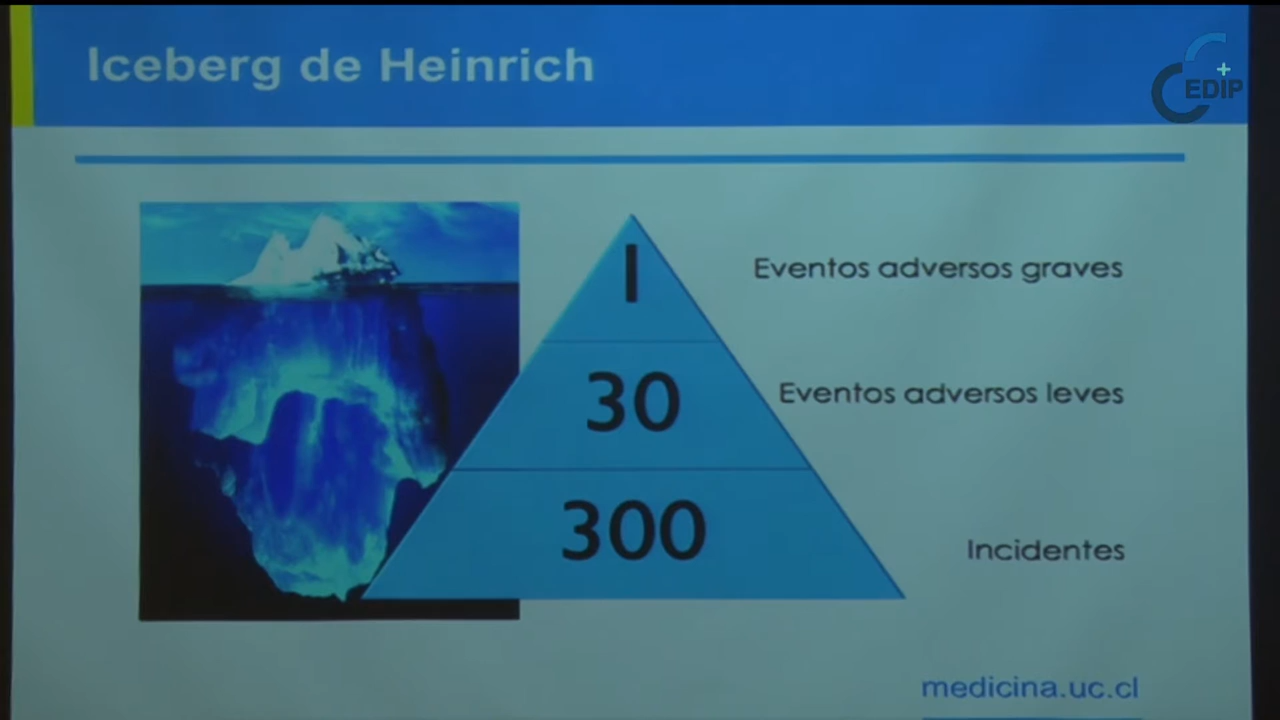 Iceberg de Heinrich
EDIP
1
Eventos adversos graves
30
Eventos adversos leves
300
Incidentes
medicina.uc.cl